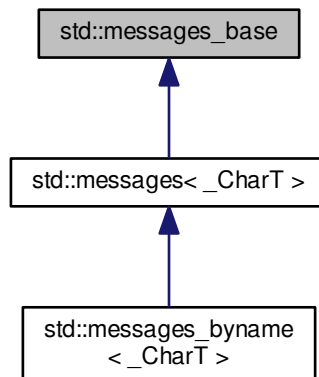 std::messages_base
std::messages< _CharT >
std::messages_byname
< _CharT >